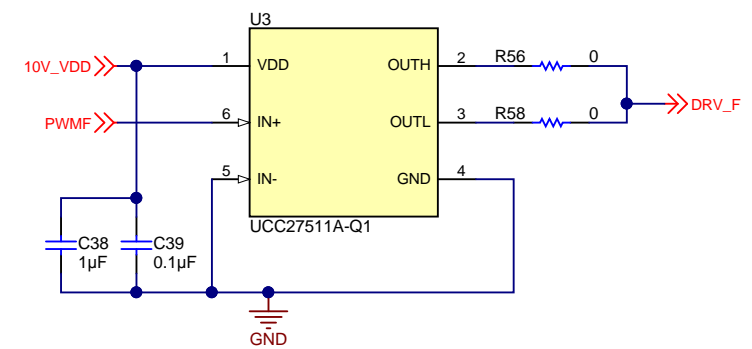 U3
10V_VDD 1 VDD OUTH 2 R56 0
DRV_F
PWMF 6 IN+ OUTL 3 R58 0
5 IN- GND 4
UCC27511A-Q1
C38 C39
1µF 0.1µF
GND